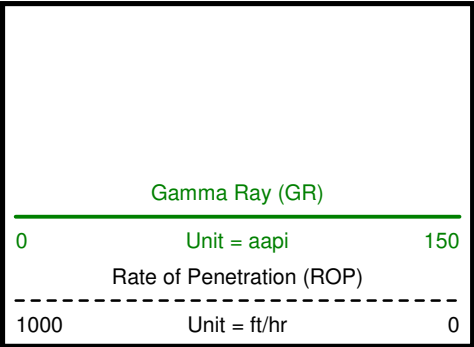 Gamma Ray (GR)
0 Unit = aapi 150
Rate of Penetration (ROP)
1000 Unit = ft/hr 0